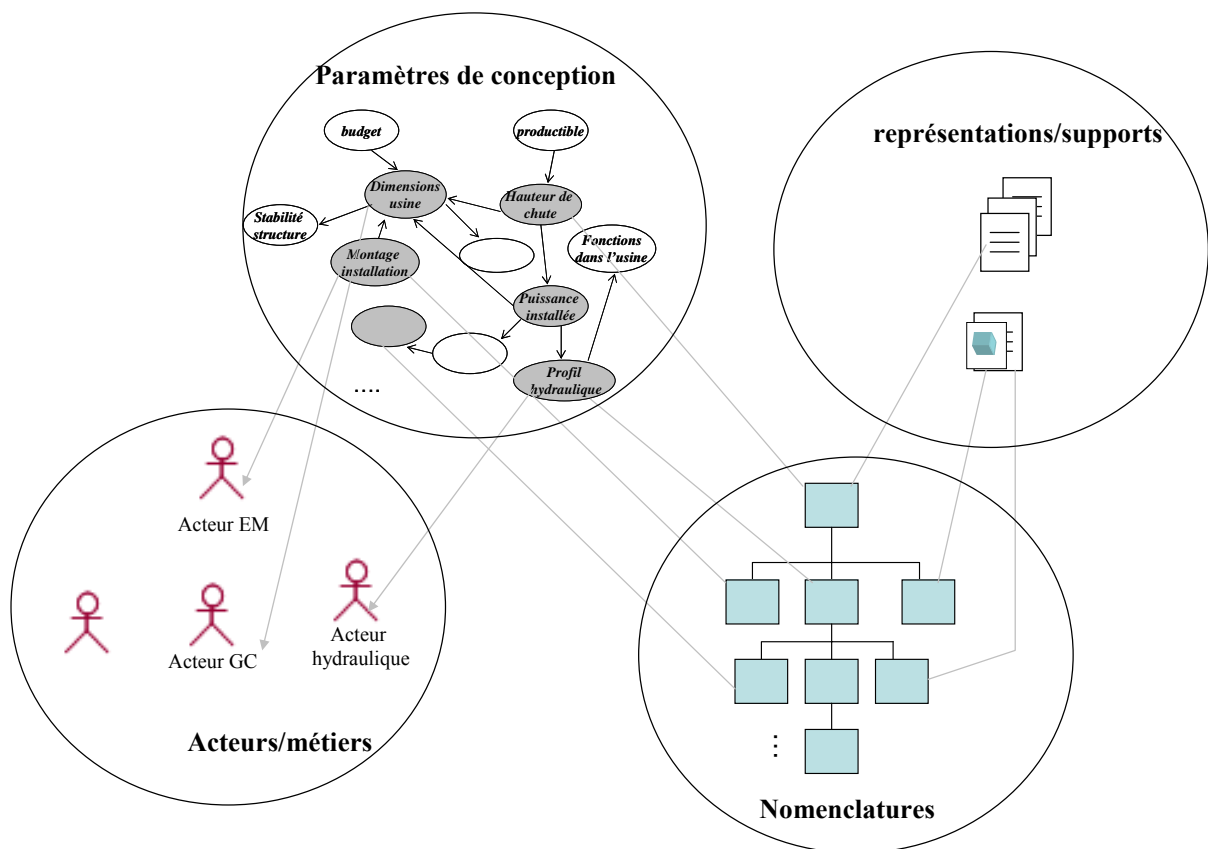 Paramètres de conception
budget
productible
Dimensions
usine
Hauteur de
chute
Stabilité
structure
Fonctions
dans l'usine
Montage
installation
Puissance
installée
Profil
hydraulique
....
représentations/supports
Acteur EM
Acteur GC
Acteur
hydraulique
Acteurs/métiers
...
Nomenclatures